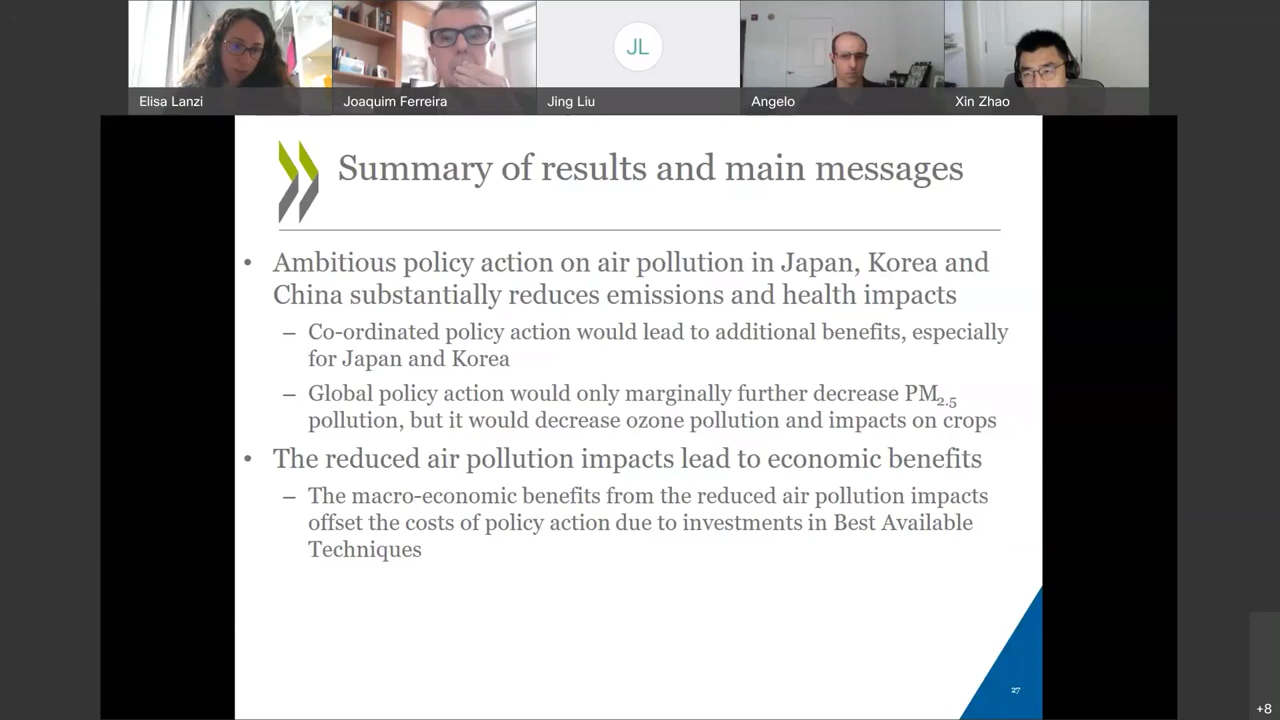 JL
Elisa Lanzi
Joaquim Ferreira
Jing Liu
Angelo
Xin Zhao
Summary of results and main messages
• Ambitious policy action on air pollution in Japan, Korea and
China substantially reduces emissions and health impacts
– Co-ordinated policy action would lead to additional benefits, especially
for Japan and Korea
– Global policy action would only marginally further decrease PM2.5
pollution, but it would decrease ozone pollution and impacts on crops
• The reduced air pollution impacts lead to economic benefits
– The macro-economic benefits from the reduced air pollution impacts
offset the costs of policy action due to investments in Best Available
Techniques
27
+8